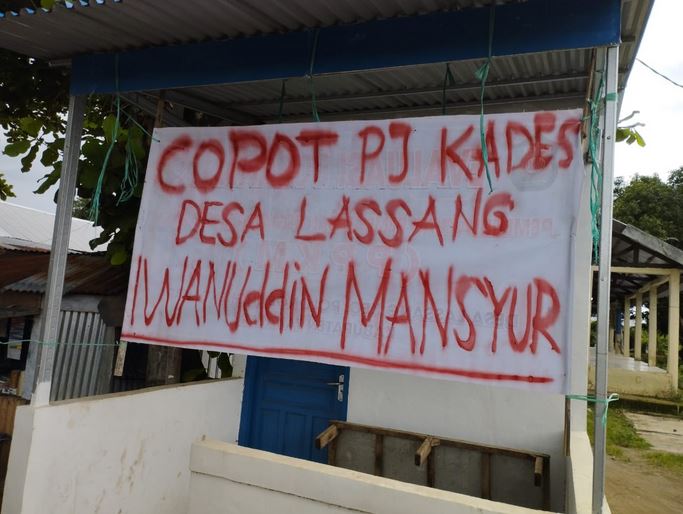 COPOT PJ KADES
DESA LASSANG
IWANUddiN MANSYUR